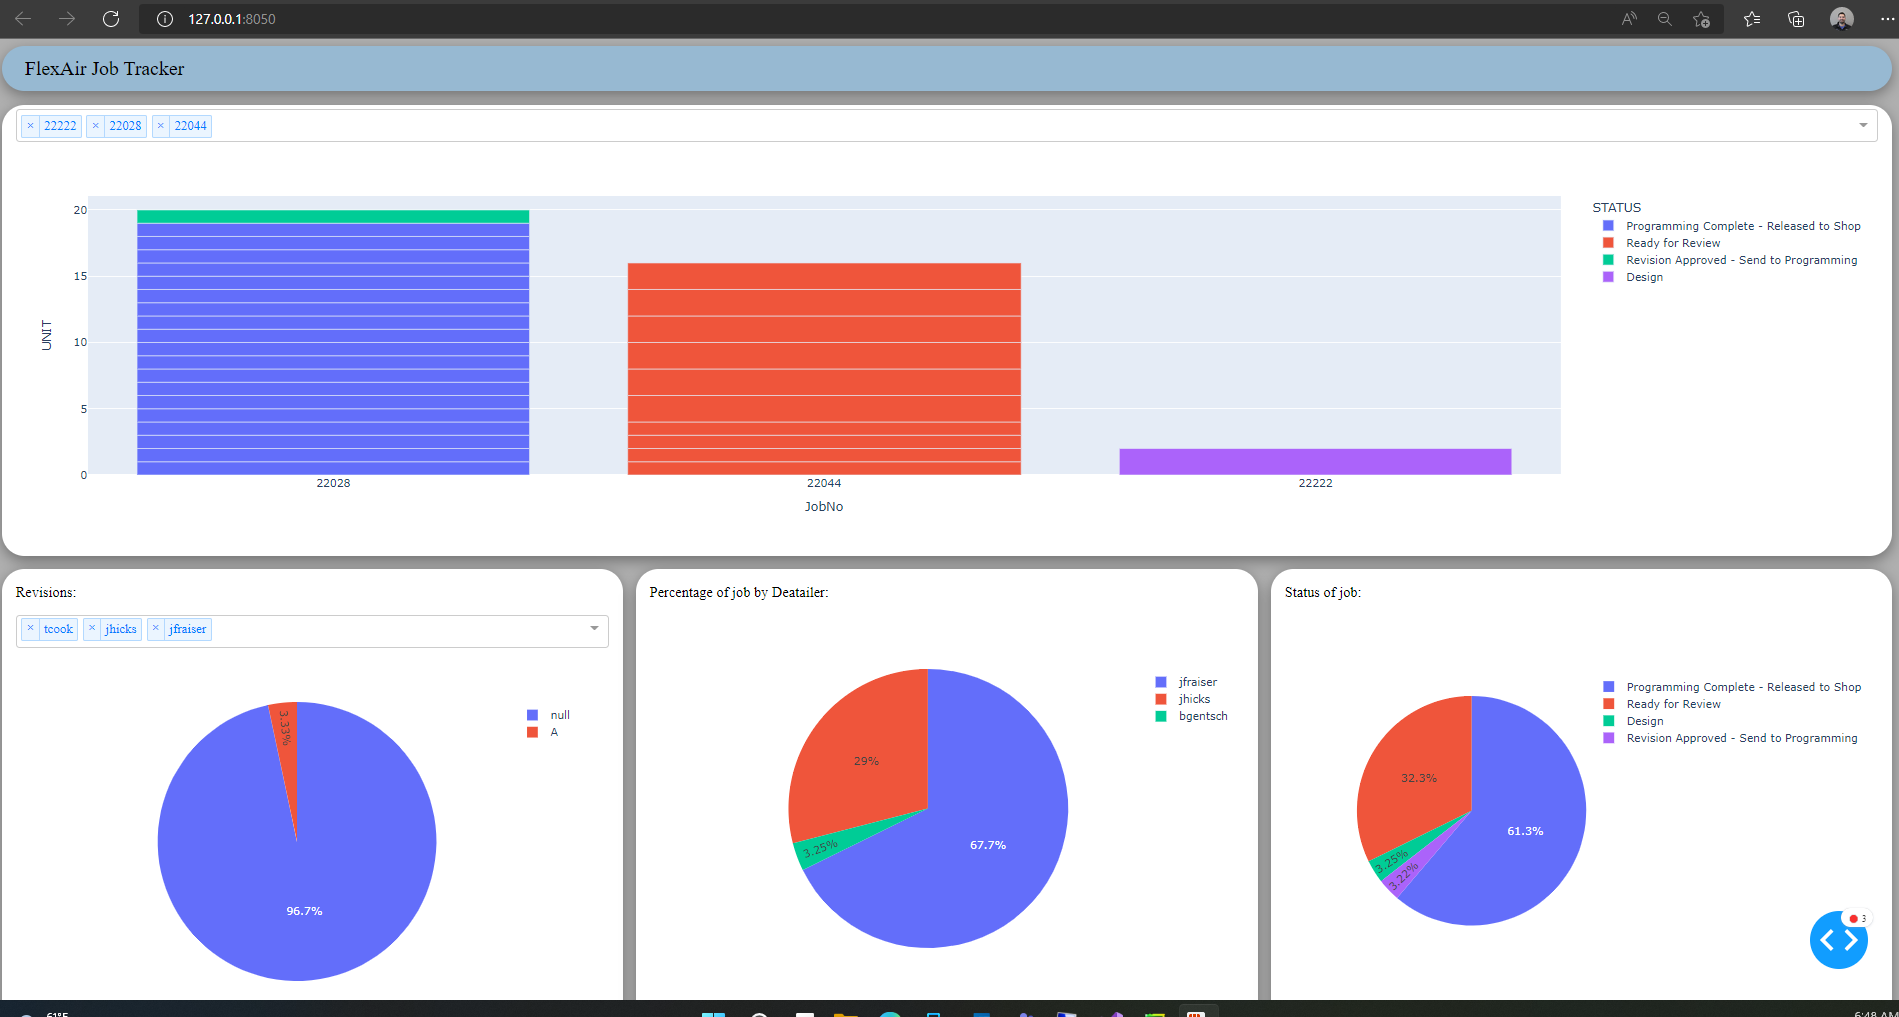 127.0.0.1:8050
FlexAir Job Tracker
× 22222 × 22028 × 22044
20
15
10
5
0
UNIT
22028 22044 22222
JobNo
STATUS
Programming Complete - Released to Shop
Ready for Review
Revision Approved - Send to Programming
Design
Revisions:
× tcook × jhicks × jfraiser
null
A
3.33%
96.7%
Percentage of job by Deatailer:
jfraiser
jhicks
bgentsch
29%
3.25%
67.7%
Status of job:
Programming Complete - Released to Shop
Ready for Review
Design
Revision Approved - Send to Programming
32.3%
61.3%
3.25%
3.22%
3
61°F
6:48 AM